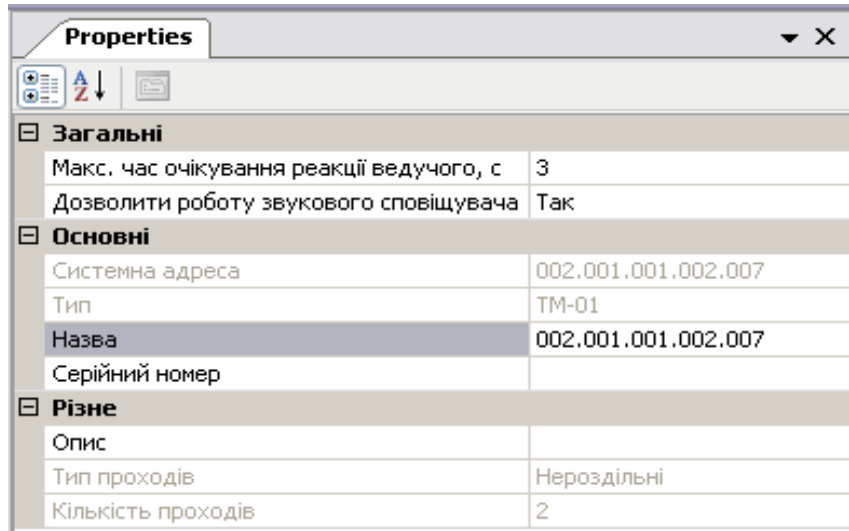 Properties
Загальні
Макс. час очікування реакції ведучого, с 3
Дозволити роботу звукового сповіщувача Так
Основні
Системна адреса 002.001.001.002.007
Тип ТМ-01
Назва 002.001.001.002.007
Серійний номер
Різне
Опис
Тип проходів Нероздільні
Кількість проходів 2